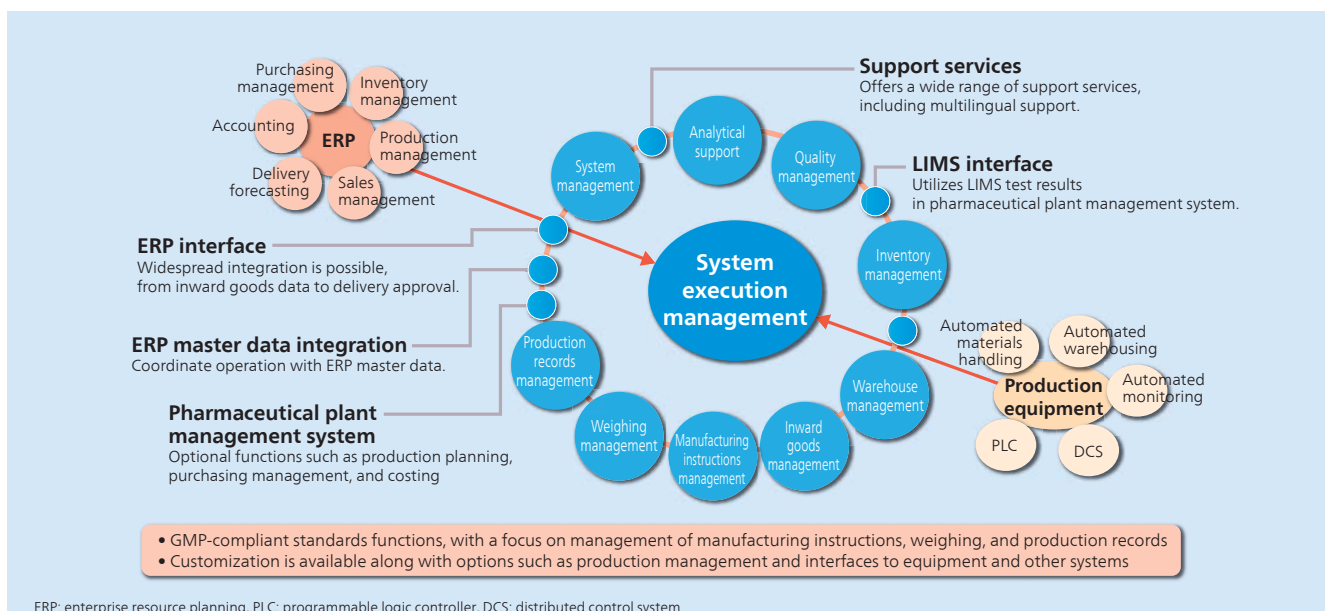 Purchasing
management
Inventory
management
Accounting
ERP
Production
management
Delivery
forecasting
Sales
management
Support services
Offers a wide range of support services,
including multilingual support.
LIMS interface
Utilizes LIMS test results
in pharmaceutical plant management system.
ERP interface
Widespread integration is possible,
from inward goods data to delivery approval.
ERP master data integration
Coordinate operation with ERP master data.
Pharmaceutical plant
management system
Optional functions such as production planning,
purchasing management, and costing
System
management
Analytical
support
Quality
management
Inventory
management
Warehouse
management
Inward
goods
management
Manufacturing
instructions
management
Weighing
management
Production
records
management
System
execution
management
Automated
materials
handling
Automated
warehousing
Automated
monitoring
Production
equipment
PLC
DCS
• GMP-compliant standards functions, with a focus on management of manufacturing instructions, weighing, and production records
• Customization is available along with options such as production management and interfaces to equipment and other systems
ERP: enterprise resource planning, PLC: programmable logic controller, DCS: distributed control system